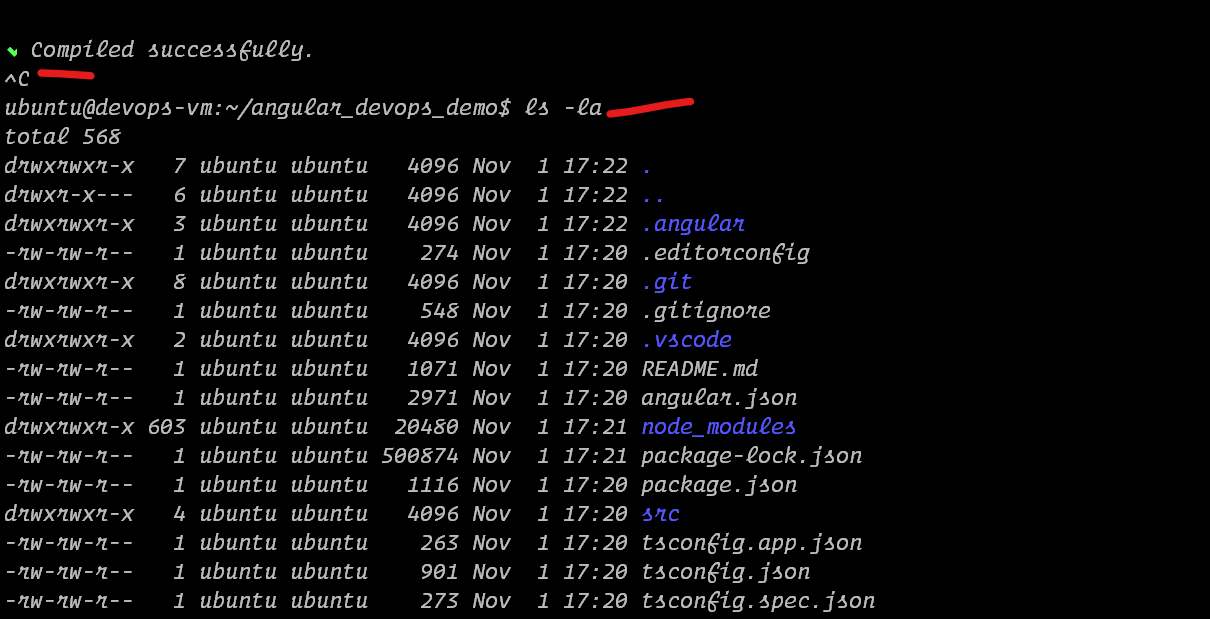 ✔ Compiled successfully.
^C
ubuntu@devops-vm:~/angular_devops_demo$ ls -la
total 568
drwxrwxr-x   7 ubuntu ubuntu   4096 Nov  1 17:22 .
drwxr-x---   6 ubuntu ubuntu   4096 Nov  1 17:22 ..
drwxrwxr-x   3 ubuntu ubuntu   4096 Nov  1 17:22 .angular
-rw-rw-r--   1 ubuntu ubuntu    274 Nov  1 17:20 .editorconfig
drwxrwxr-x   8 ubuntu ubuntu   4096 Nov  1 17:20 .git
-rw-rw-r--   1 ubuntu ubuntu    548 Nov  1 17:20 .gitignore
drwxrwxr-x   2 ubuntu ubuntu   4096 Nov  1 17:20 .vscode
-rw-rw-r--   1 ubuntu ubuntu   1071 Nov  1 17:20 README.md
-rw-rw-r--   1 ubuntu ubuntu   2971 Nov  1 17:20 angular.json
drwxrwxr-x 603 ubuntu ubuntu  20480 Nov  1 17:21 node_modules
-rw-rw-r--   1 ubuntu ubuntu 500874 Nov  1 17:21 package-lock.json
-rw-rw-r--   1 ubuntu ubuntu   1116 Nov  1 17:20 package.json
drwxrwxr-x   4 ubuntu ubuntu   4096 Nov  1 17:20 src
-rw-rw-r--   1 ubuntu ubuntu    263 Nov  1 17:20 tsconfig.app.json
-rw-rw-r--   1 ubuntu ubuntu    901 Nov  1 17:20 tsconfig.json
-rw-rw-r--   1 ubuntu ubuntu    273 Nov  1 17:20 tsconfig.spec.json